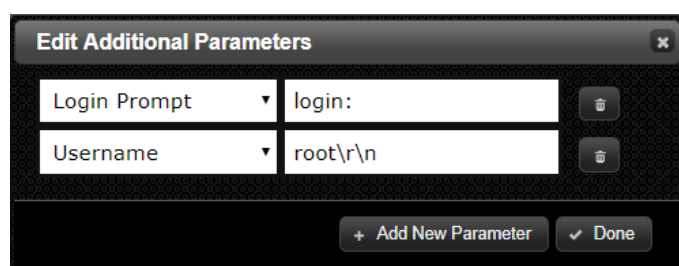 Edit Additional Parameters
Login Prompt login:
Username root\r\n
+ Add New Parameter Done